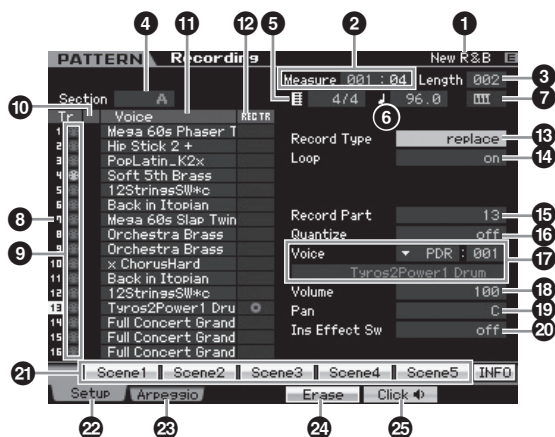 1
2
5
12
11
4
PATTERN Recording New R&B E
Measure 001 : 04 Length 002
3
Section A 4/4 96.0
7
6
10
Tr Voice REC TR
1 Mega 60s Phaser T
2 Hip Stick 2 +
3 PopLatin_K2x
4 Soft 5th Brass
5 12StringsSW*c
6 Back in Itopian
7 Mega 60s Slap Twin
8 Orchestra Brass
9 Orchestra Brass
10 x ChorusHard
11 Back in Itopian
12 12StringsSW*c
13 Tyros2Power1 Dru
14 Full Concert Grand
15 Full Concert Grand
16 Full Concert Grand
8
9
Record Type replace
13
Loop on
14
Record Part 13
15
Quantize off
16
Voice PDR : 001
Tyros2Power1 Drum
17
Volume 100
18
Pan C
19
Ins Effect Sw off
20
21
Scene1 Scene2 Scene3 Scene4 Scene5 INFO
Setup Arpeggio Erase Click
22
23
24
25